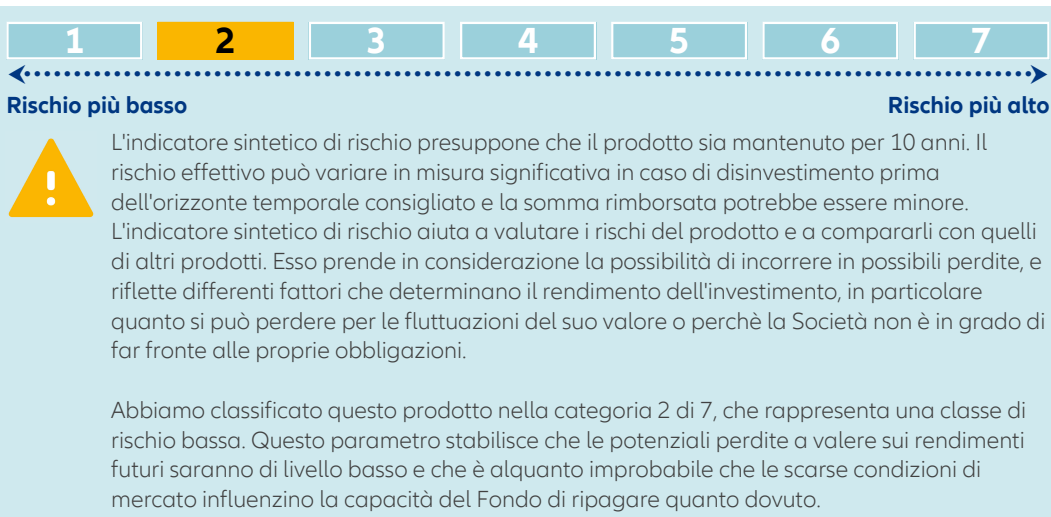 1 2 3 4 5 6 7
Rischio più basso Rischio più alto
L'indicatore sintetico di rischio presuppone che il prodotto sia mantenuto per 10 anni. Il
rischio effettivo può variare in misura significativa in caso di disinvestimento prima
dell'orizzonte temporale consigliato e la somma rimborsata potrebbe essere minore.
L'indicatore sintetico di rischio aiuta a valutare i rischi del prodotto e a compararli con quelli
di altri prodotti. Esso prende in considerazione la possibilità di incorrere in possibili perdite, e
riflette differenti fattori che determinano il rendimento dell'investimento, in particolare
quanto si può perdere per le fluttuazioni del suo valore o perchè la Società non è in grado di
far fronte alle proprie obbligazioni.
Abbiamo classificato questo prodotto nella categoria 2 di 7, che rappresenta una classe di
rischio bassa. Questo parametro stabilisce che le potenziali perdite a valere sui rendimenti
futuri saranno di livello basso e che è alquanto improbabile che le scarse condizioni di
mercato influenzino la capacità del Fondo di ripagare quanto dovuto.